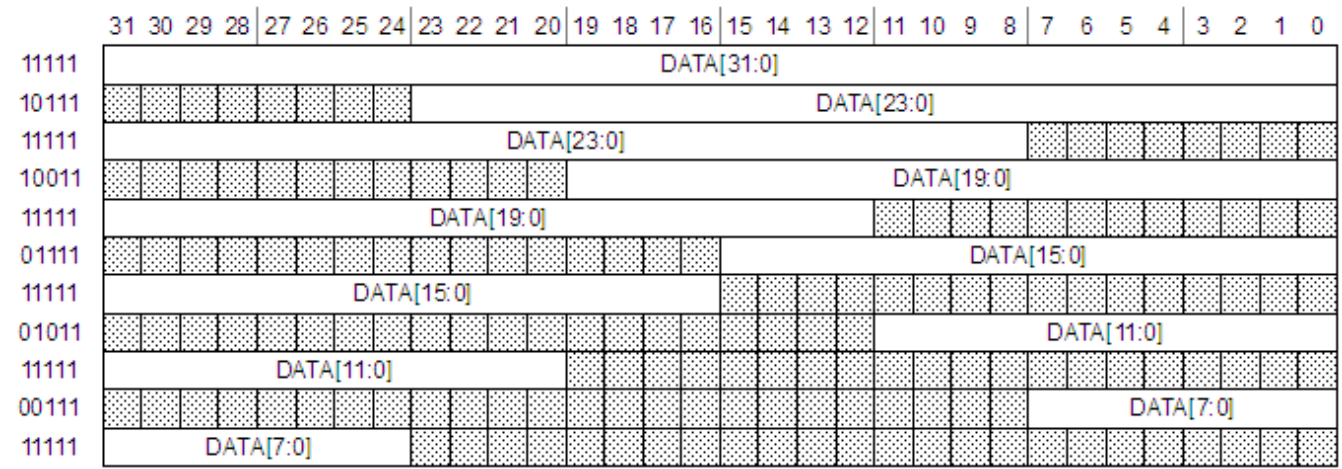 31 30 29 28 27 26 25 24 23 22 21 20 19 18 17 16 15 14 13 12 11 10 9 8 7 6 5 4 3 2 1 0
11111 DATA[31:0]
10111 DATA[23:0]
11111 DATA[23:0]
10011 DATA[19:0]
11111 DATA[19:0]
01111 DATA[15:0]
11111 DATA[15:0]
01011 DATA[11:0]
11111 DATA[11:0]
00111 DATA[7:0]
11111 DATA[7:0]